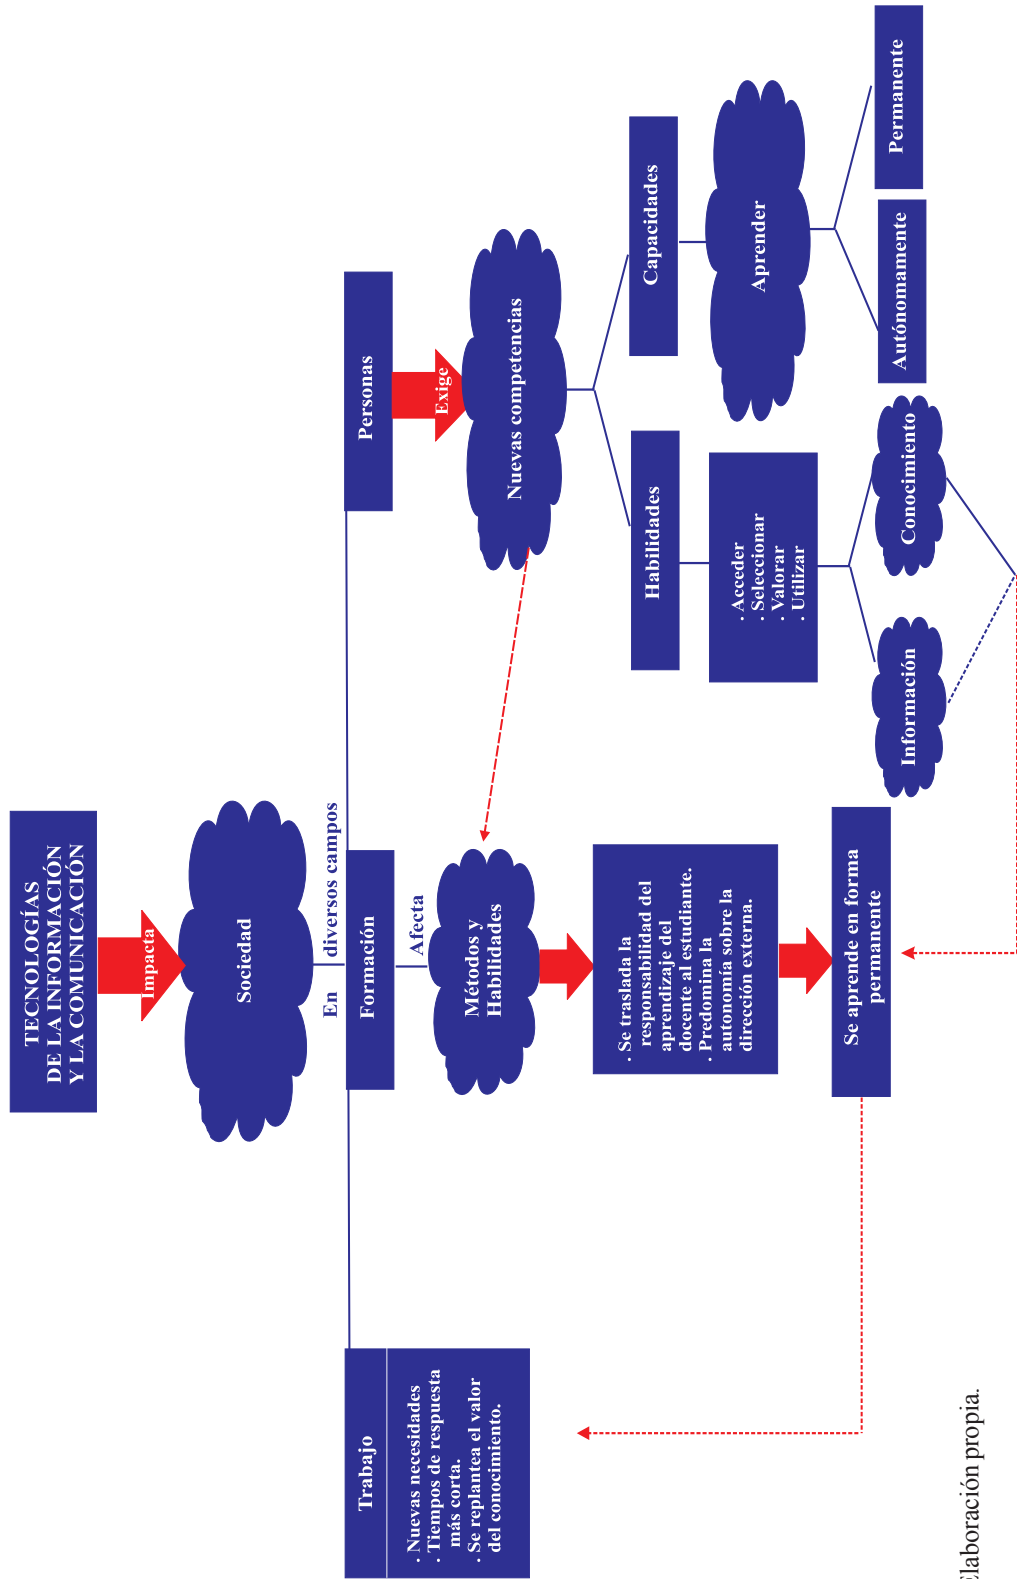 TECNOLOGÍAS
DE LA INFORMACIÓN
Y LA COMUNICACIÓN
Impacta
Sociedad
En diversos campos
Trabajo
. Nuevas necesidades
. Tiempos de respuesta
más corta.
. Se replantea el valor
del conocimiento.
Formación
Afecta
Métodos y
Habilidades
. Se traslada la
responsabilidad del
aprendizaje del
docente al estudiante.
. Predomina la
autonomía sobre la
dirección externa.
Se aprende en forma
permanente
Personas
Exige
Nuevas competencias
Habilidades
. Acceder
. Seleccionar
. Valorar
. Utilizar
Información
Conocimiento
Capacidades
Aprender
Autónomamente
Permanente
Elaboración propia.